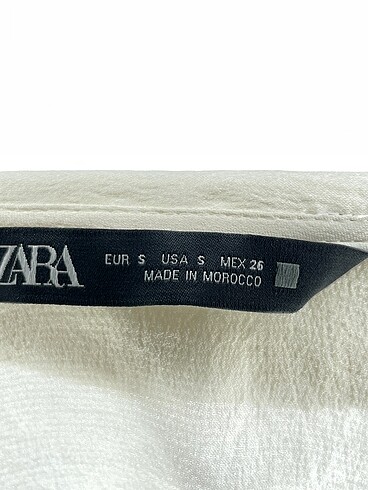 ZARA
EUR S USA S MEX 26
MADE IN MOROCCO